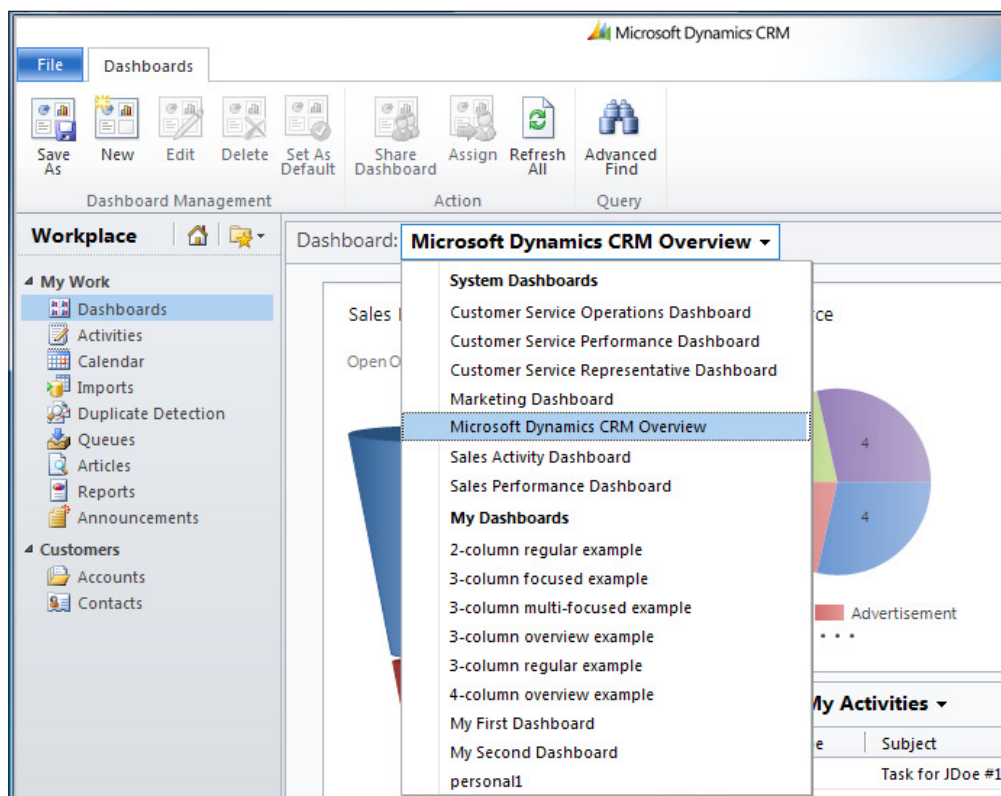 Microsoft Dynamics CRM
File
Dashboards
Save As
New
Edit
Delete
Set As Default
Share Dashboard
Assign
Refresh All
Advanced Find
Dashboard Management
Action
Query
Workplace
My Work
Dashboards
Activities
Calendar
Imports
Duplicate Detection
Queues
Articles
Reports
Announcements
Customers
Accounts
Contacts
Dashboard: Microsoft Dynamics CRM Overview
System Dashboards
Customer Service Operations Dashboard
Customer Service Performance Dashboard
Customer Service Representative Dashboard
Marketing Dashboard
Microsoft Dynamics CRM Overview
Sales Activity Dashboard
Sales Performance Dashboard
My Dashboards
2-column regular example
3-column focused example
3-column multi-focused example
3-column overview example
3-column regular example
4-column overview example
My First Dashboard
My Second Dashboard
personal1
Sales
Open O
rce
4
4
Advertisement
My Activities
e
Subject
Task for JDoe #1